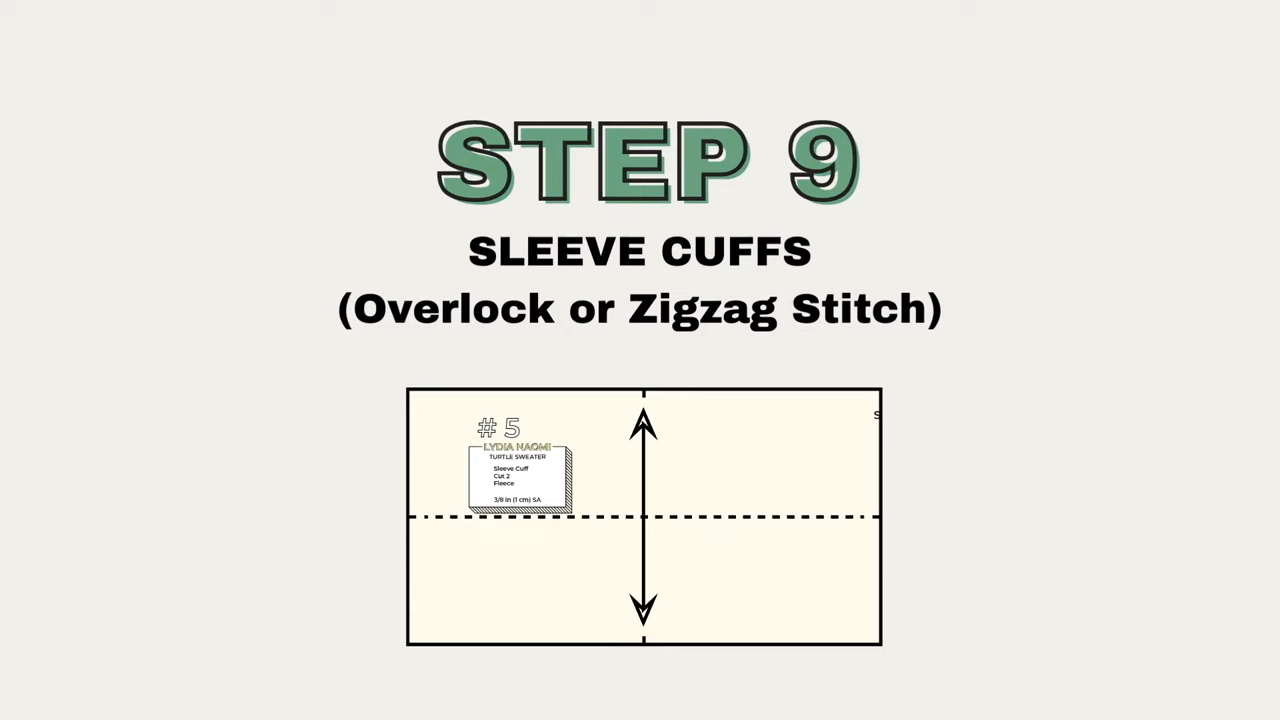 STEP 9
SLEEVE CUFFS
(Overlock or Zigzag Stitch)
S
# 5
LYDIA NAOMI
TURTLE SWEATER
Sleeve Cuff
Cut 2
Fleece
3/8 in (1 cm) SA